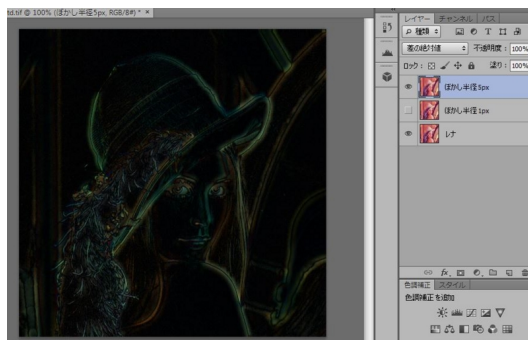 td.tif @ 100% (ぼかし半径5px, RGB/8#) * ×
レイヤー チャンネル パス
種類
差の絶対値 不透明度: 100%
ロック: 塗り: 100%
ぼかし半径5px
ぼかし半径1px
レナ
fx
色調補正 スタイル
色調補正を追加